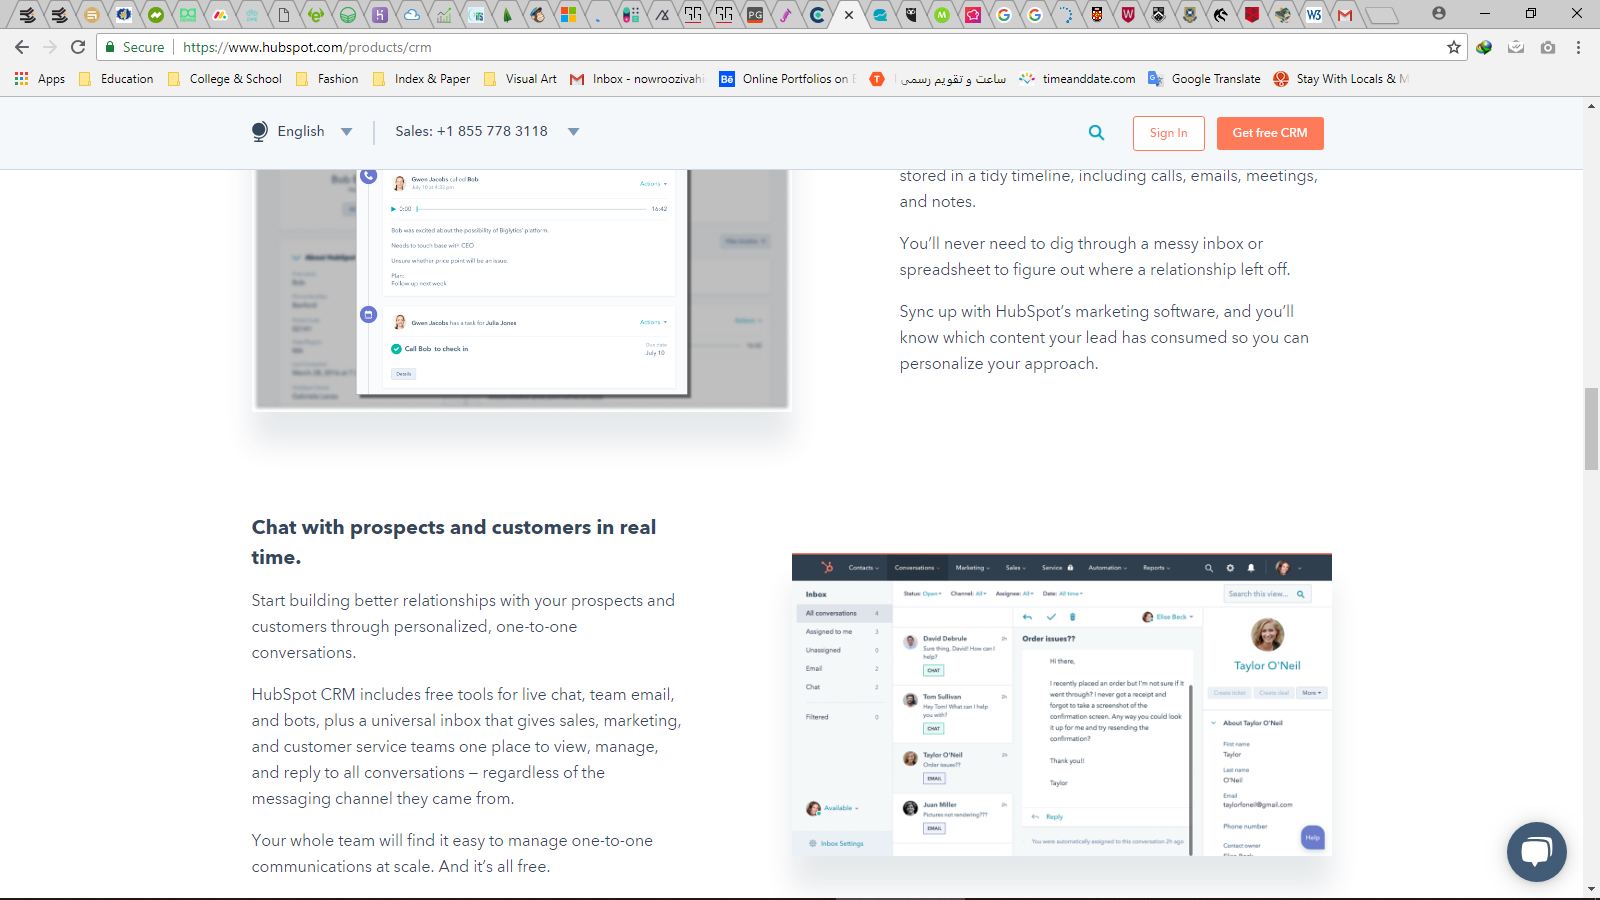 PG
W3
Secure
https://www.hubspot.com/products/crm
Apps
Education
College & School
Fashion
Index & Paper
Visual Art
Inbox - nowroozivahi
Bē
Online Portfolios on
T
ساعت و تقویم رسمی
timeanddate.com
Google Translate
Stay With Locals & M
English
Sales: +1 855 778 3118
Sign In
Get free CRM
Gwen Jacobs called Bob
July 10 at 4:32 pm
Actions
0:00
16:42
Bob was excited about the possibility of Biglytics' platform.
Needs to touch base with CEO
Unsure whether price point will be an issue.
Plan:
Follow up next week
Gwen Jacobs has a task for Julia Jones
Actions
Call Bob to check in
Due date
July 10
Details
stored in a tidy timeline, including calls, emails, meetings,
and notes.
You’ll never need to dig through a messy inbox or
spreadsheet to figure out where a relationship left off.
Sync up with HubSpot’s marketing software, and you’ll
know which content your lead has consumed so you can
personalize your approach.
Chat with prospects and customers in real
time.
Start building better relationships with your prospects and
customers through personalized, one-to-one
conversations.
HubSpot CRM includes free tools for live chat, team email,
and bots, plus a universal inbox that gives sales, marketing,
and customer service teams one place to view, manage,
and reply to all conversations – regardless of the
messaging channel they came from.
Your whole team will find it easy to manage one-to-one
communications at scale. And it’s all free.
Contacts
Conversations
Marketing
Sales
Service
Automation
Reports
Inbox
Status: Open
Channel: All
Assignee: All
Date: All time
Search this view...
All conversations 4
Assigned to me 3
Unassigned 0
Email 2
Chat 2
Filtered 0
Available
Inbox Settings
David Debrule 2h
Sure thing, David! How can I
help?
CHAT
Tom Sullivan 2h
Hey Tom! What can I help
you with?
CHAT
Taylor O'Neil 2h
Order issues??
EMAIL
Juan Miller 2h
Pictures not rendering???
EMAIL
Elise Beck
Order issues??
Hi there,
I recently placed an order but I'm not sure if it
went through? I never got a receipt and
forgot to take a screenshot of the
confirmation screen. Any way you could look
it up for me and try resending the
confirmation?
Thank you!!
Taylor
Reply
You were automatically assigned to this conversation 2h ago
Taylor O'Neil
Create ticket
Create deal
More
About Taylor O'Neil
First name
Taylor
Last name
O'Neil
Email
taylorfoneil@gmail.com
Phone number
Contact owner
Help